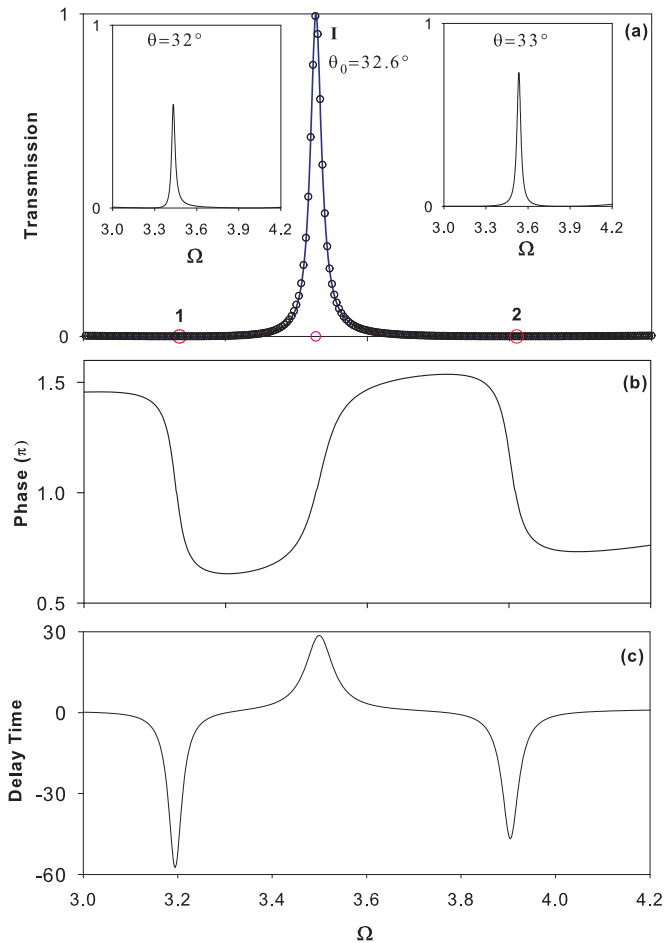 1 I (a)
1 θ=32° 1 θ=33°
θ0=32.6°
Transmission
0 0
3.0 3.3 3.6 3.9 4.2 3.0 3.3 3.6 3.9 4.2
Ω Ω
1 2
0
1.5 (b)
Phase (π)
1.0
0.5
30 (c)
0
Delay Time
-30
-60
3.0 3.2 3.4 3.6 3.8 4.0 4.2
Ω